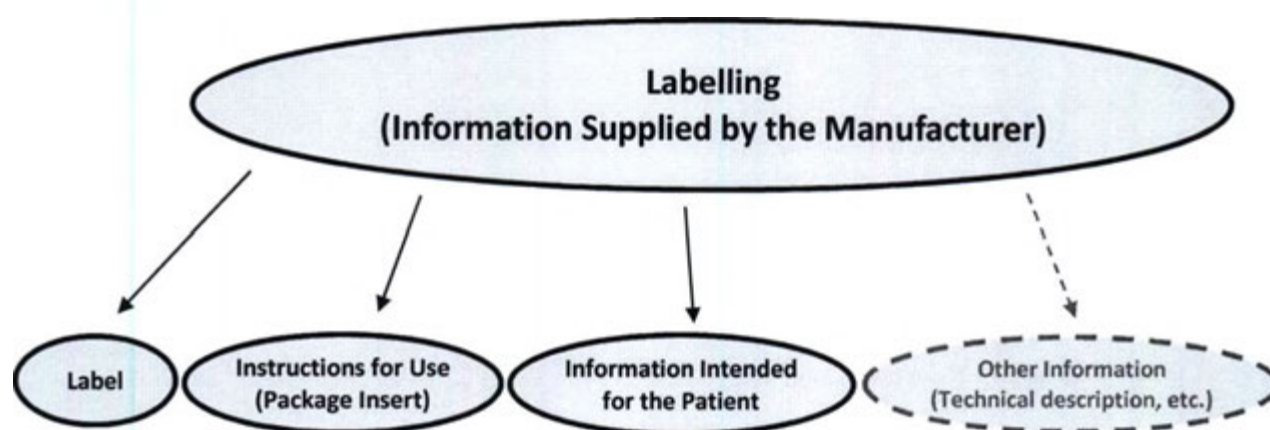 Labelling
(Information Supplied by the Manufacturer)
Label
Instructions for Use
(Package Insert)
Information Intended
for the Patient
Other Information
(Technical description, etc.)